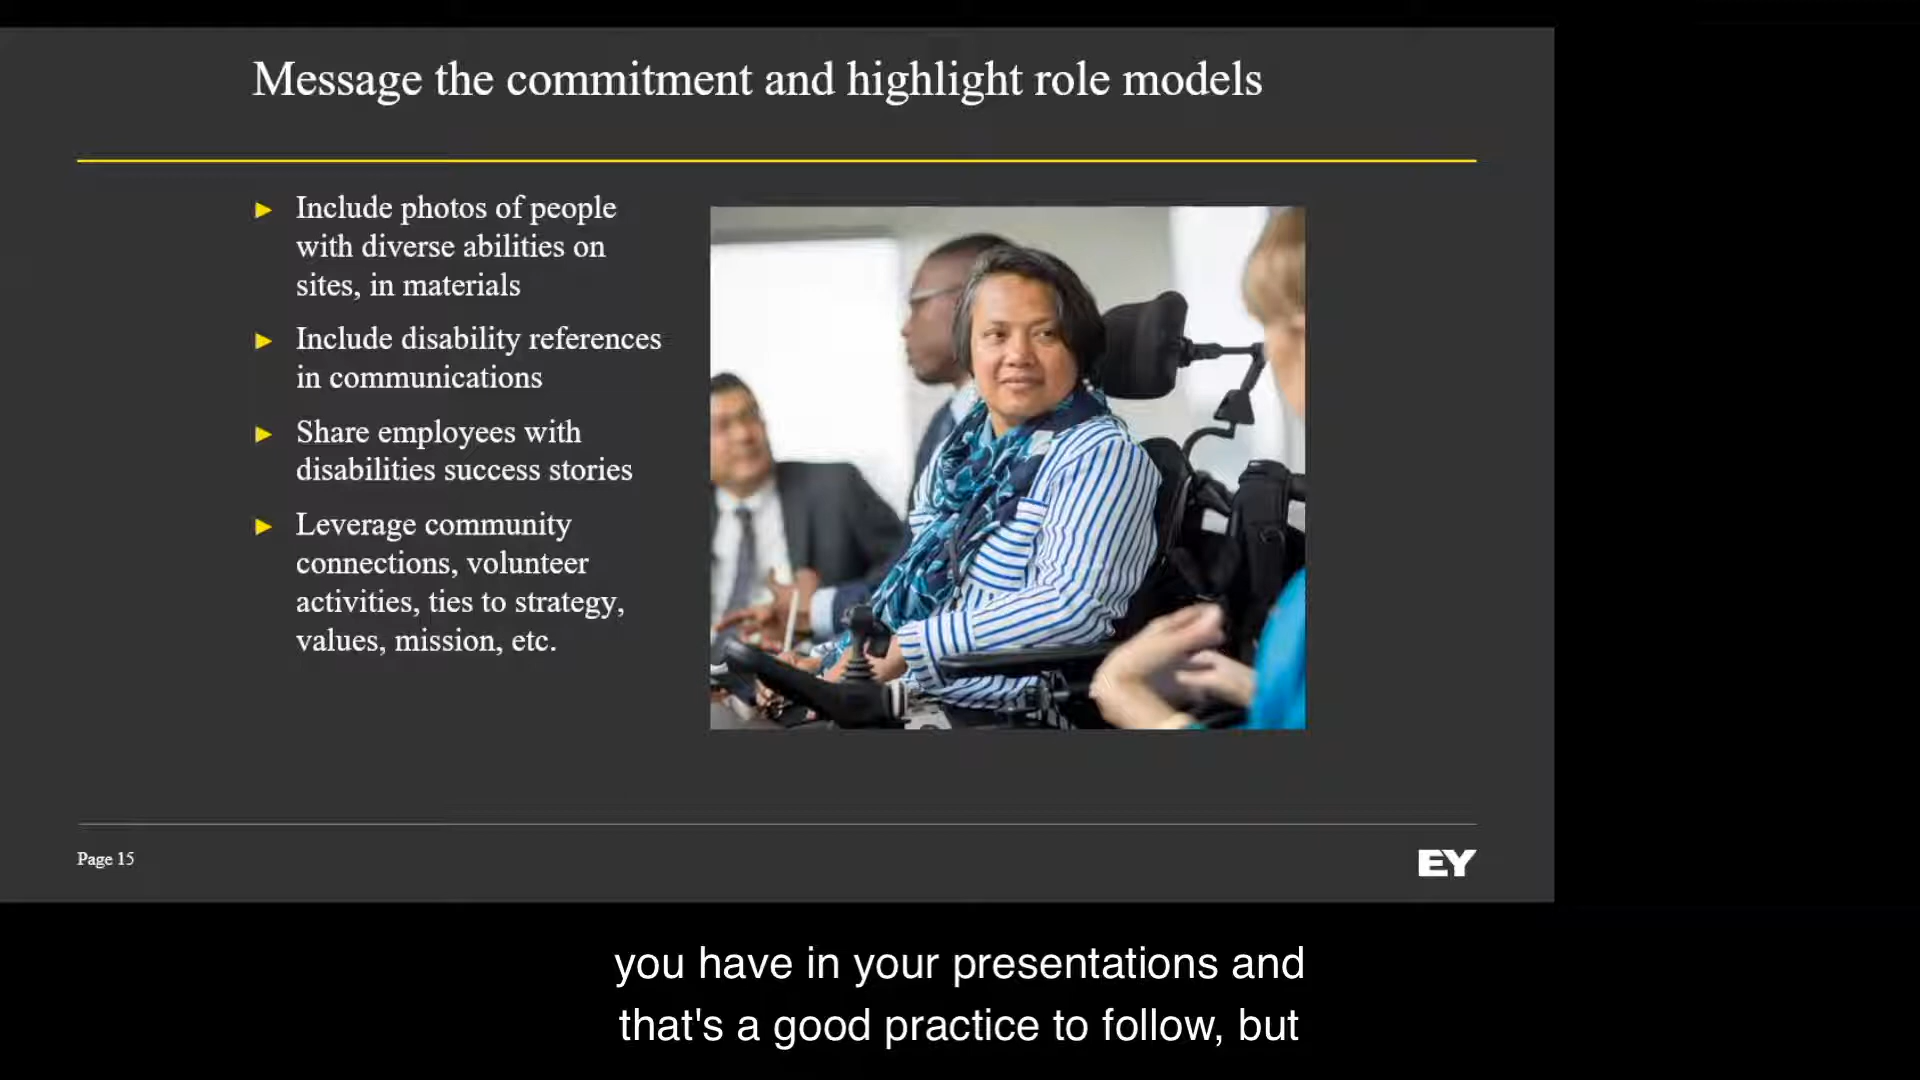 Message the commitment and highlight role models
Include photos of people
with diverse abilities on
sites, in materials
Include disability references
in communications
Share employees with
disabilities success stories
Leverage community
connections, volunteer
activities, ties to strategy,
values, mission, etc.
Page 15
EY
you have in your presentations and
that's a good practice to follow, but